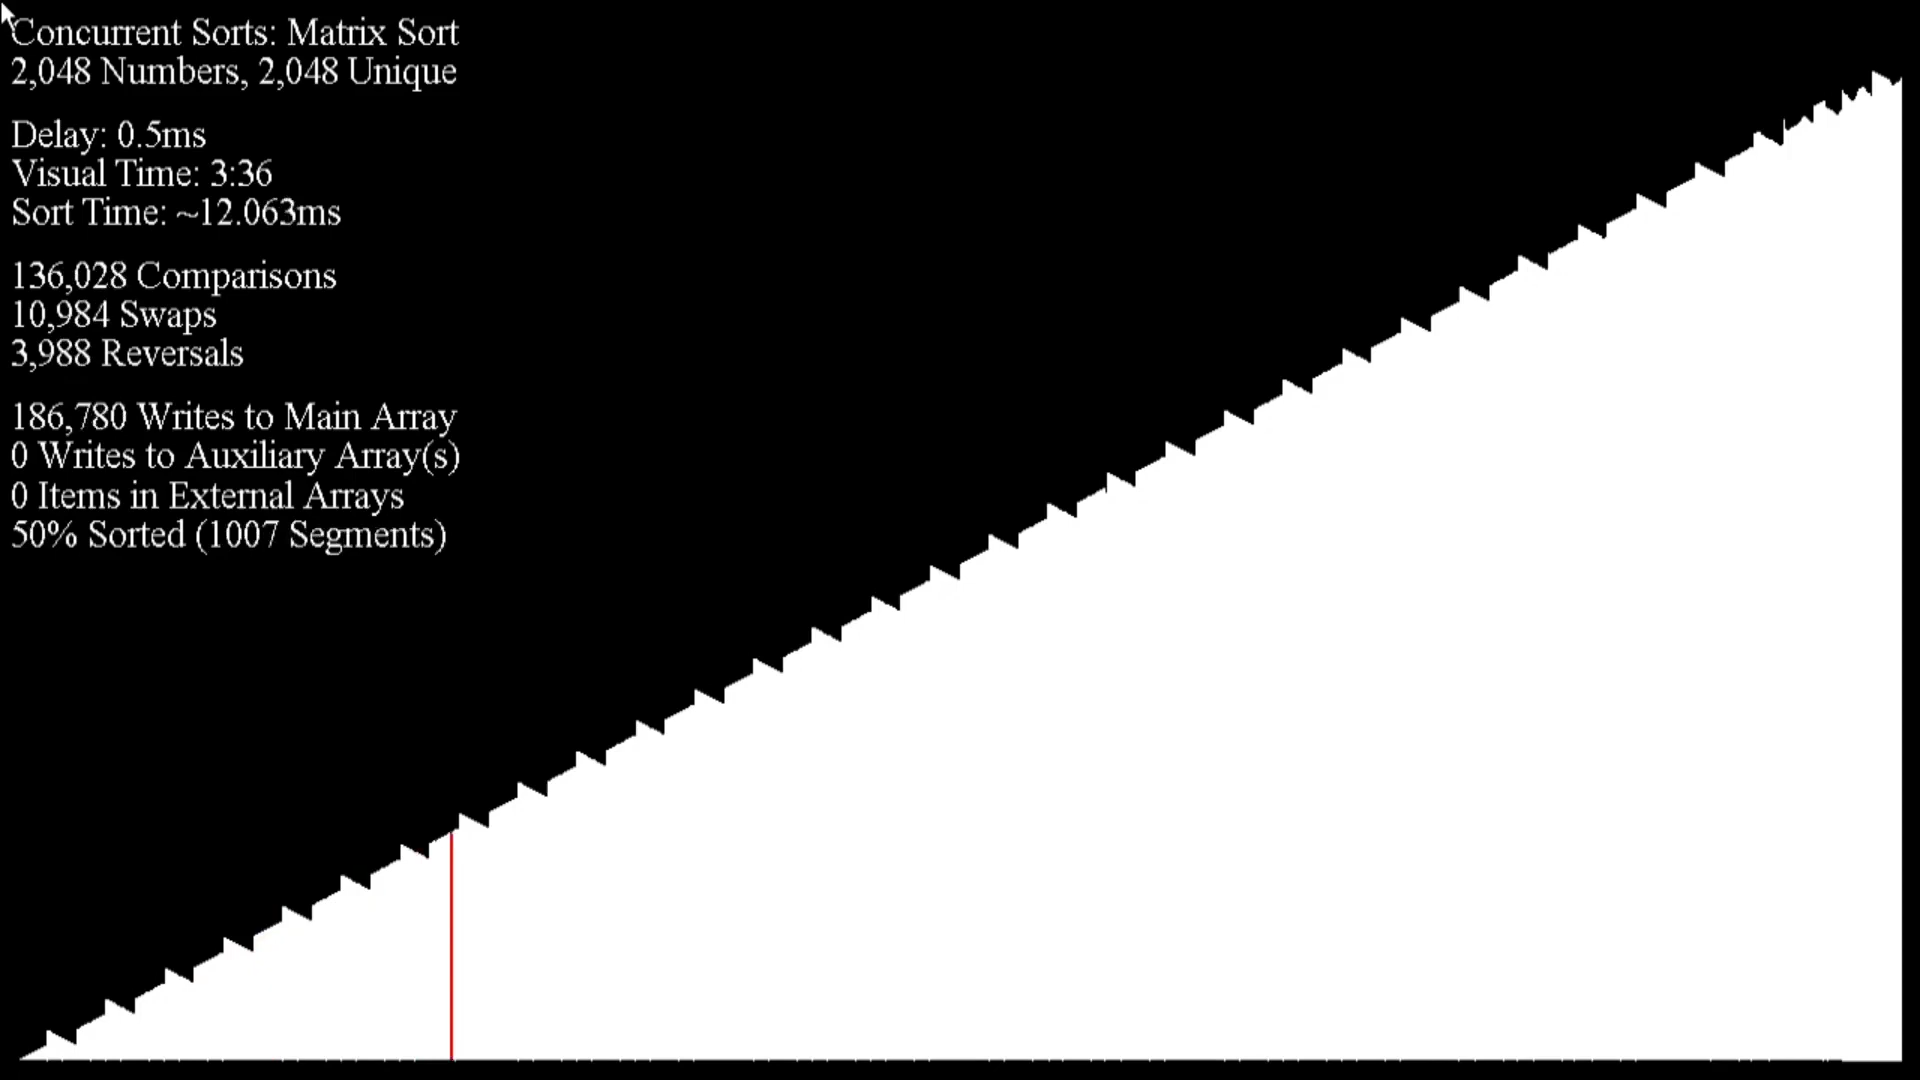 Concurrent Sorts: Matrix Sort
2,048 Numbers, 2,048 Unique
Delay: 0.5ms
Visual Time: 3:36
Sort Time: ~12.063ms
136,028 Comparisons
10,984 Swaps
3,988 Reversals
186,780 Writes to Main Array
0 Writes to Auxiliary Array(s)
0 Items in External Arrays
50% Sorted (1007 Segments)